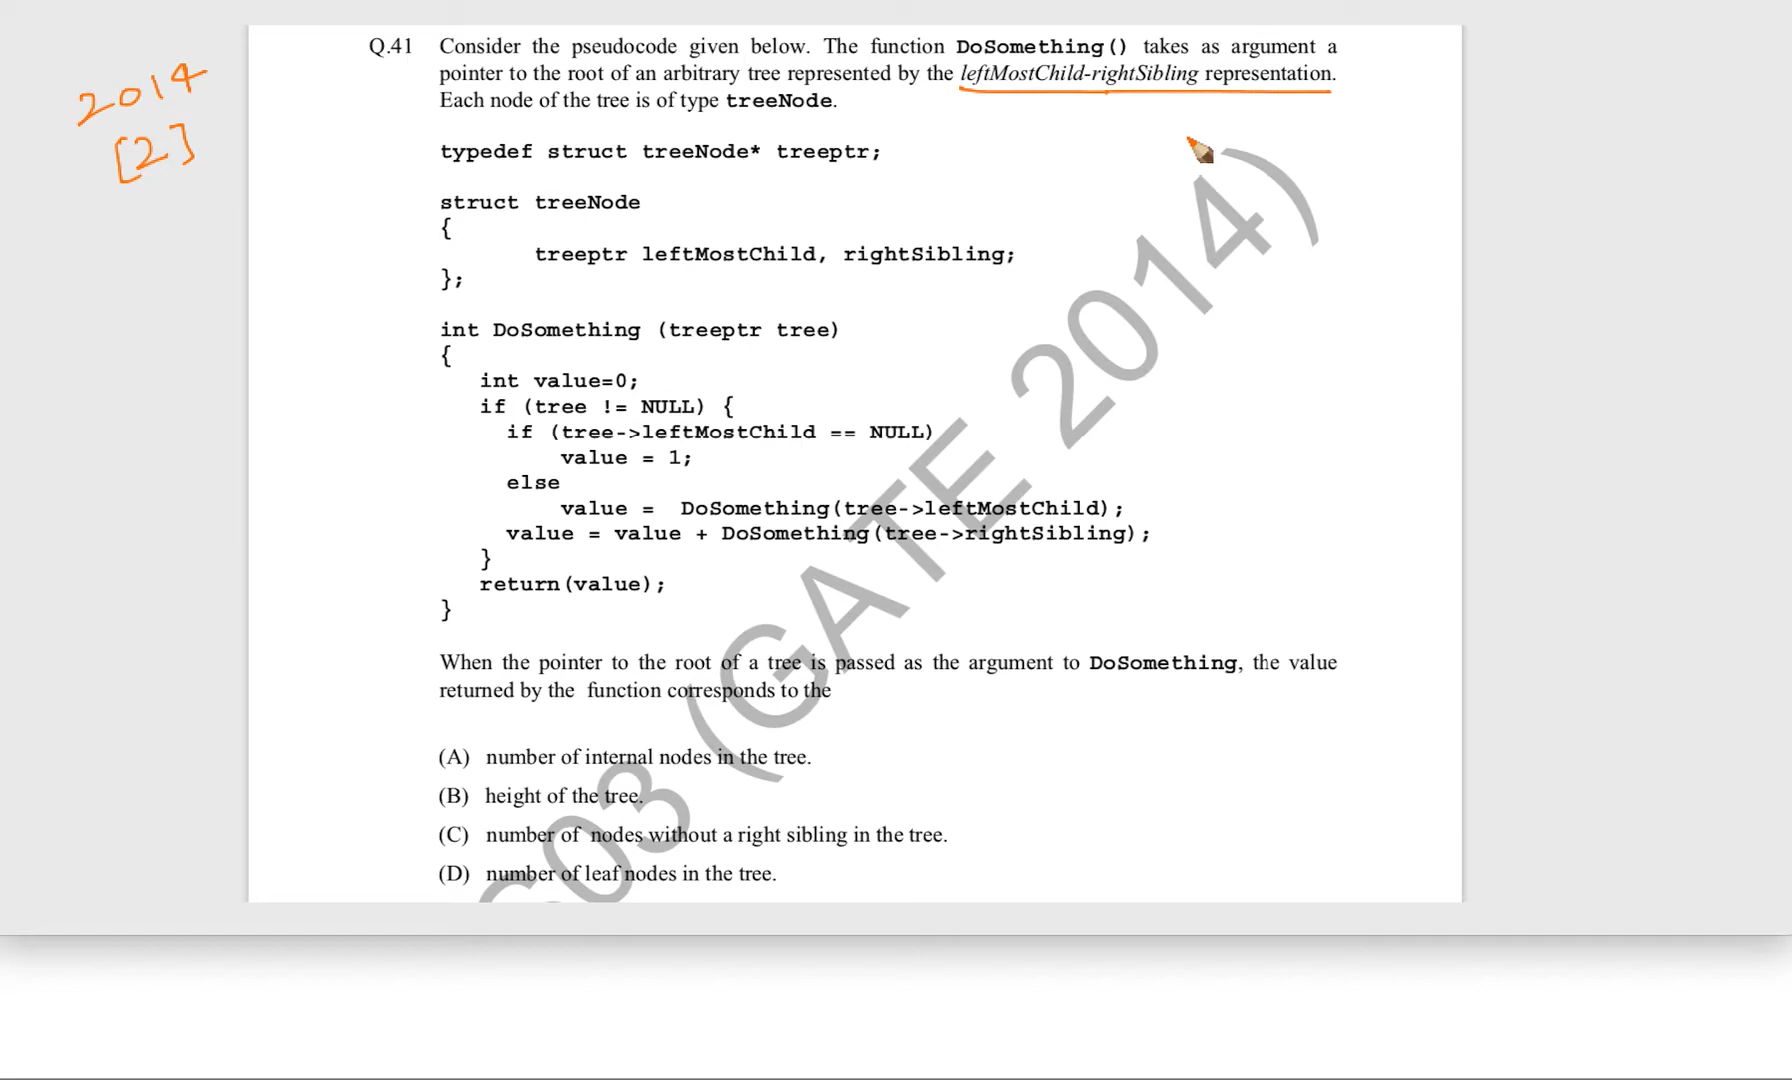 2014
[2]
Q.41 Consider the pseudocode given below. The function DoSomething() takes as argument a
pointer to the root of an arbitrary tree represented by the leftMostChild-rightSibling representation.
Each node of the tree is of type treeNode.
typedef struct treeNode* treeptr;
struct treeNode
{
treeptr leftMostChild, rightSibling;
};
int DoSomething (treeptr tree)
{
int value=0;
if (tree != NULL) {
if (tree->leftMostChild == NULL)
value = 1;
else
value = DoSomething(tree->leftMostChild);
value = value + DoSomething(tree->rightSibling);
}
return(value);
}
When the pointer to the root of a tree is passed as the argument to DoSomething, the value
returned by the function corresponds to the
(A) number of internal nodes in the tree.
(B) height of the tree.
(C) number of nodes without a right sibling in the tree.
(D) number of leaf nodes in the tree.
03 (GATE 2014)